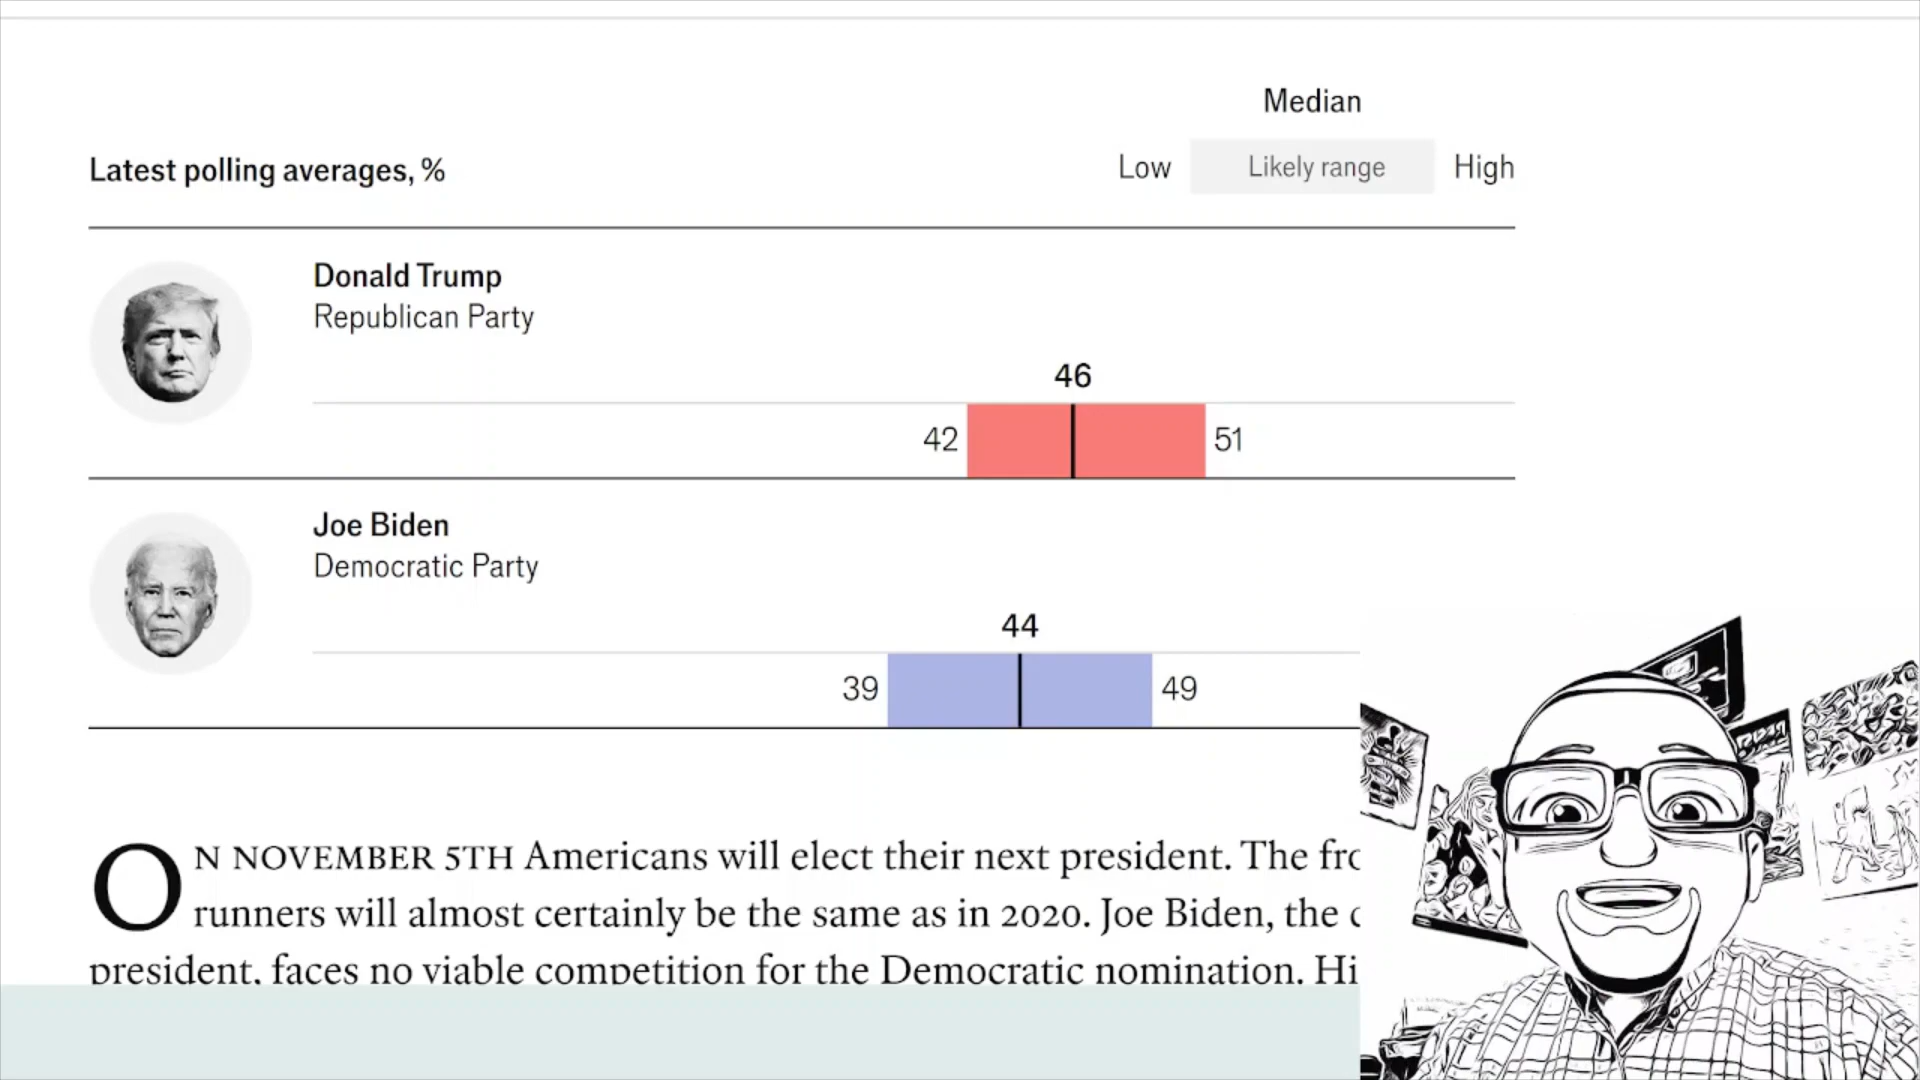 Median
Latest polling averages, %
Low Likely range High
Donald Trump
Republican Party
46
42 51
Joe Biden
Democratic Party
44
39 49
ON NOVEMBER 5TH Americans will elect their next president. The
runners will almost certainly be the same as in 2020. Joe Biden, the
president, faces no viable competition for the Democratic nomination.